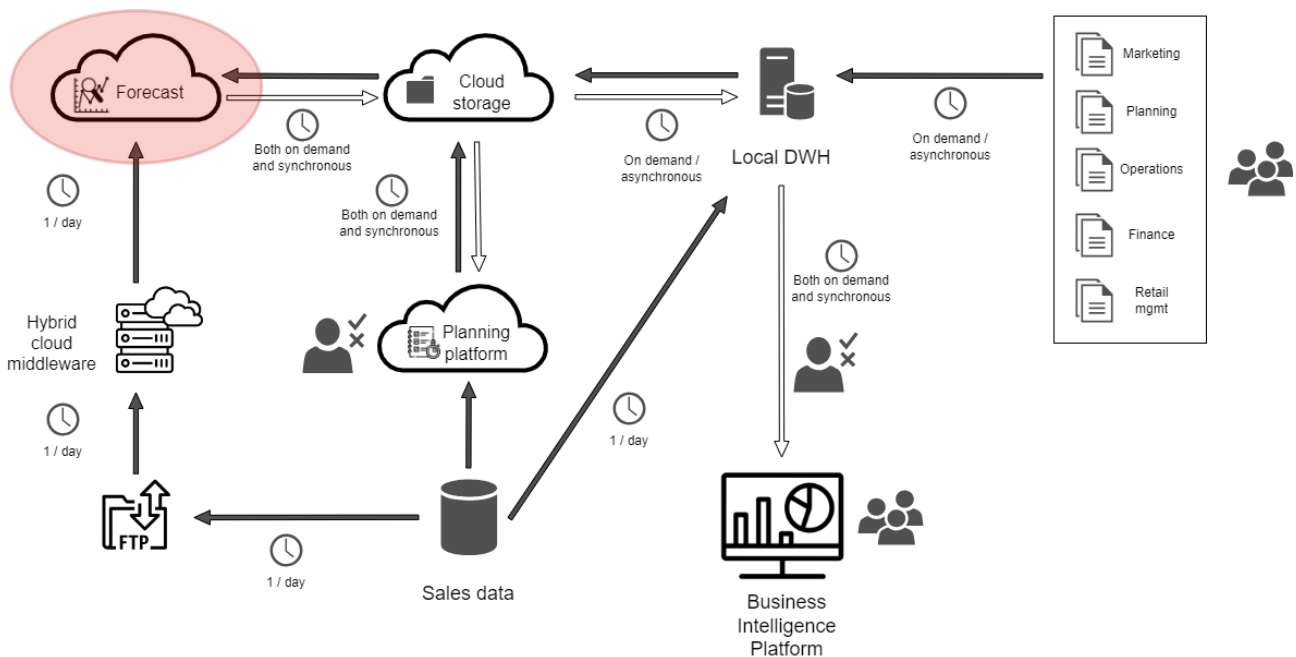 Forecast
Cloud
storage
Both on demand
and synchronous
On demand /
asynchronous
Local DWH
On demand /
asynchronous
Marketing
Planning
Operations
Finance
Retail
mgmt
1 / day
Both on demand
and synchronous
Both on demand
and synchronous
Hybrid
cloud
middleware
Planning
platform
1 / day
1 / day
FTP
1 / day
Sales data
Business
Intelligence
Platform